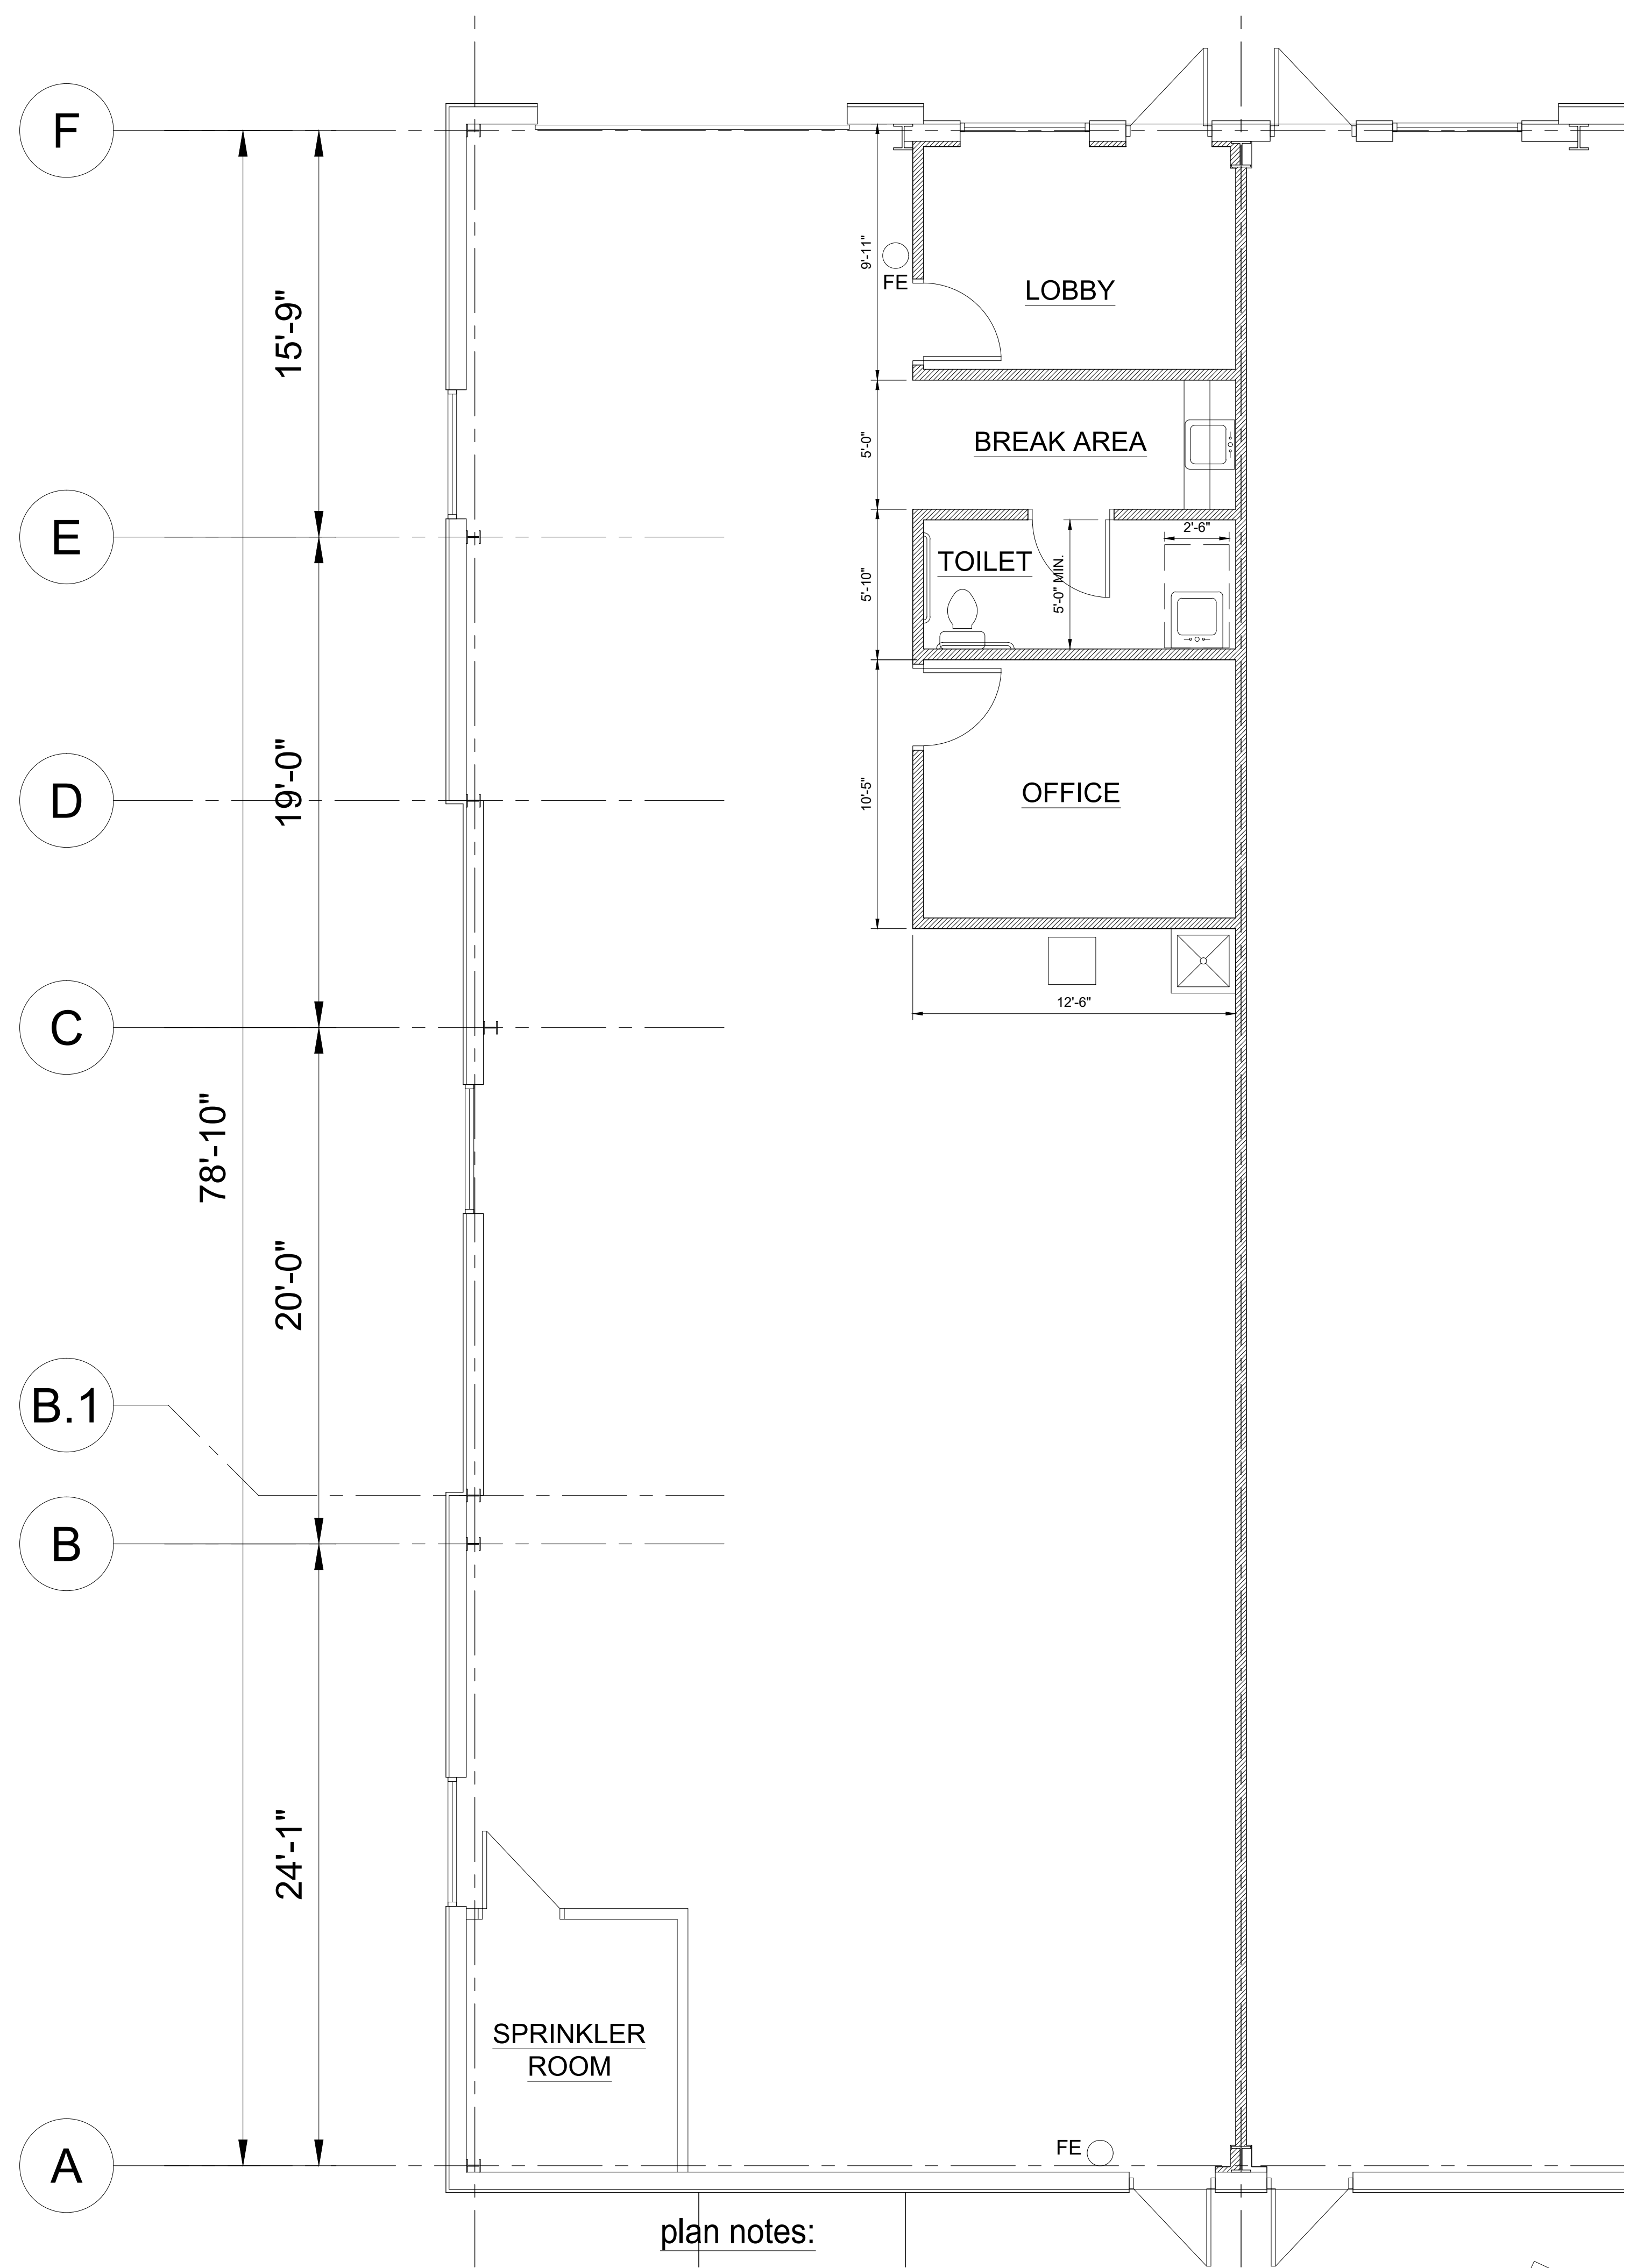 F
15'-9"
9'-11"
FE
LOBBY
BREAK AREA
5'-0"
E
2'-6"
TOILET
5'-0" MIN.
5'-10"
D
19'-0"
10'-5"
OFFICE
12'-6"
C
78'-10"
20'-0"
B.1
B
24'-1"
SPRINKLER
ROOM
FE
A
plan notes: